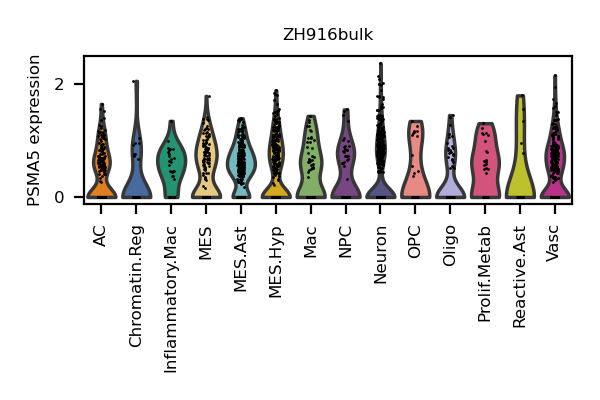 ZH916bulk
PSMA5 expression
2
0
AC
Chromatin.Reg
Inflammatory.Mac
MES
MES.Ast
MES.Hyp
Mac
NPC
Neuron
OPC
Oligo
Prolif.Metab
Reactive.Ast
Vasc